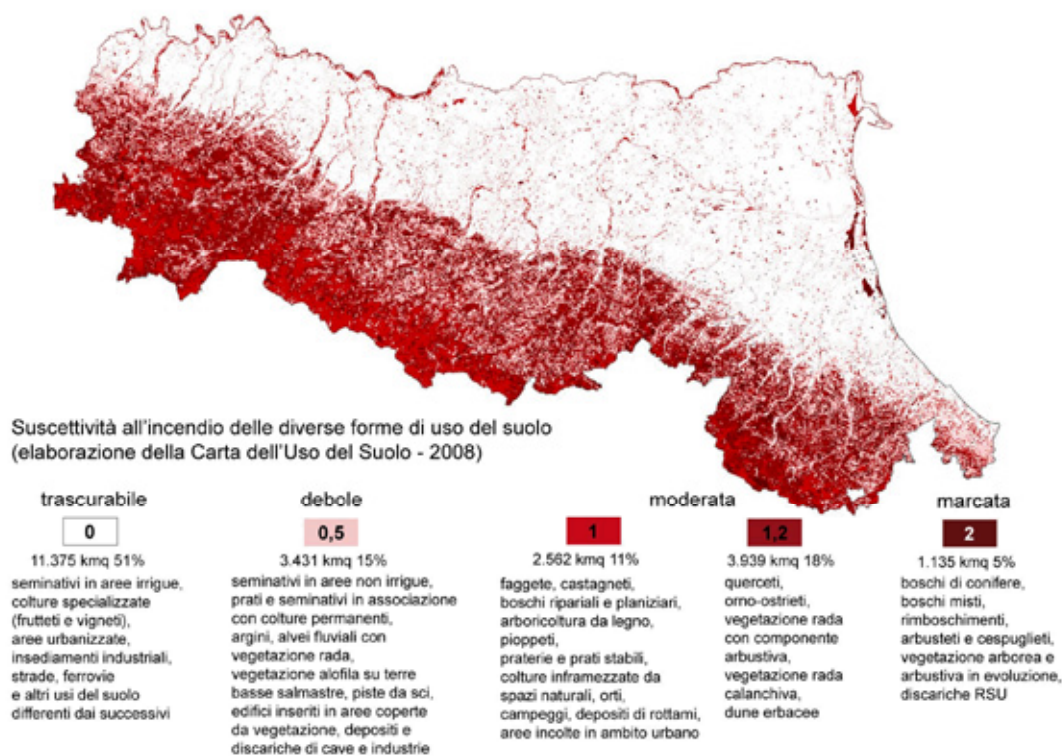 Suscettività all'incendio delle diverse forme di uso del suolo
(elaborazione della Carta dell'Uso del Suolo - 2008)
trascurabile
0
11.375 kmq 51%
seminativi in aree irrigue,
colture specializzate
(frutteti e vigneti),
aree urbanizzate,
insediamenti industriali,
strade, ferrovie
e altri usi del suolo
differenti dai successivi
debole
0,5
3.431 kmq 15%
seminativi in aree non irrigue,
prati e seminativi in associazione
con colture permanenti,
argini, alvei fluviali con
vegetazione rada,
vegetazione alofila su terre
basse salmastre, piste da sci,
edifici inseriti in aree coperte
da vegetazione, depositi e
discariche di cave e industrie
moderata
1
2.562 kmq 11%
faggete, castagneti,
boschi ripariali e planiziari,
arboricoltura da legno,
pioppeti,
praterie e prati stabili,
colture inframezzate da
spazi naturali, orti,
campeggi, depositi di rottami,
aree incolte in ambito urbano
1,2
3.939 kmq 18%
querceti,
orno-ostrieti,
vegetazione rada
con componente
arbustiva,
vegetazione rada
calanchiva,
dune erbacee
marcata
2
1.135 kmq 5%
boschi di conifere,
boschi misti,
rimboschimenti,
arbusteti e cespuglieti,
vegetazione arborea e
arbustiva in evoluzione,
discariche RSU